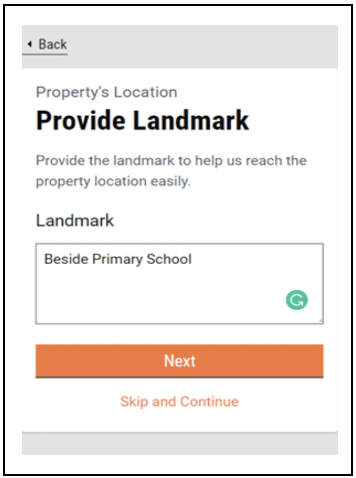 Back
Property's Location
Provide Landmark
Provide the landmark to help us reach the
property location easily.
Landmark
Beside Primary School
Next
Skip and Continue